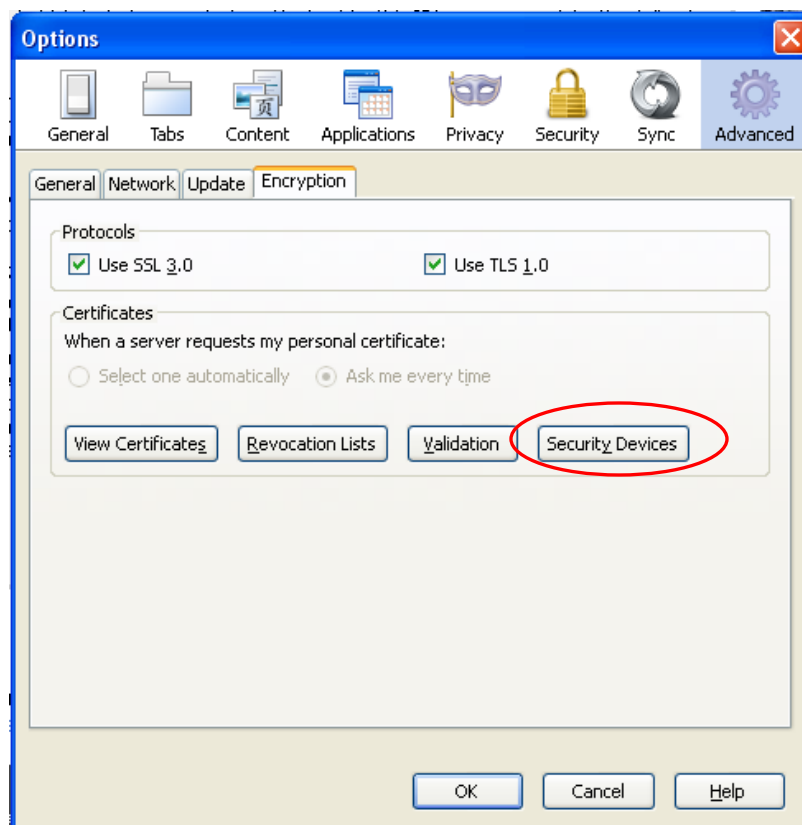 Options
General Tabs Content Applications Privacy Security Sync Advanced
页
General Network Update Encryption
Protocols
Use SSL 3.0 Use TLS 1.0
Certificates
When a server requests my personal certificate:
Select one automatically Ask me every time
View Certificates Revocation Lists Validation Security Devices
OK Cancel Help